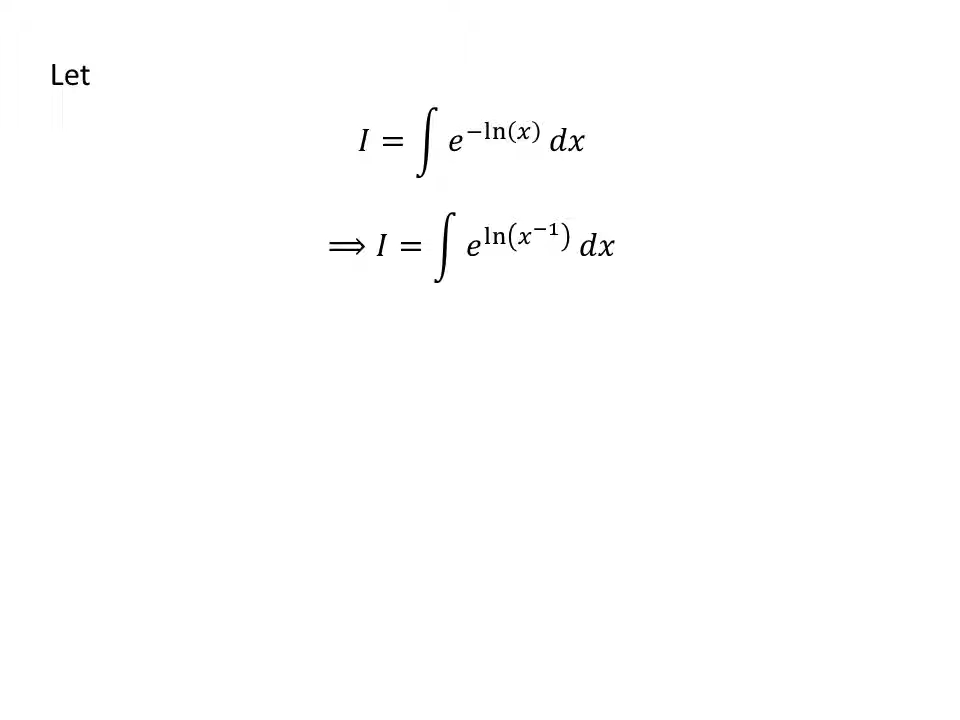 Let
I = ∫ e^{−ln(x)} dx
⟹ I = ∫ e^{ln(x^{−1})} dx